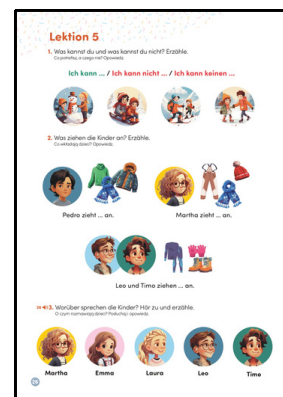 Lektion 5
1. Was kannst du und was kannst du nicht? Erzähle.
Co potrafisz, a czego nie? Opowiedz.
Ich kann ... / Ich kann nicht ... / Ich kann keinen ...
2. Was ziehen die Kinder an? Erzähle.
Co wkładają dzieci? Opowiedz.
Pedro zieht ... an.
Martha zieht ... an.
Leo und Timo ziehen ... an.
3. Worüber sprechen die Kinder? Hör zu und erzähle.
O czym rozmawiają dzieci? Posłuchaj i opowiedz.
Martha
Emma
Laura
Leo
Timo